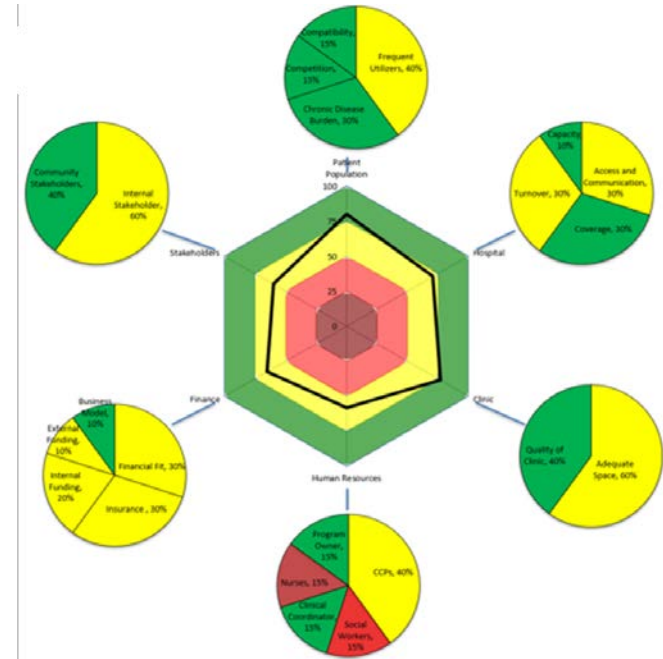 Compatibility,
15%
Frequent
Utilizers, 40%
Competition,
15%
Chronic Disease
Burden, 30%
Community
Stakeholders,
40%
Internal
Stakeholder,
60%
Capacity,
10%
Access and
Communication,
30%
Turnover, 30%
Coverage, 30%
Patient
Population
100
75
50
25
0
Stakeholders
Hospital
Finance
Clinic
Human Resources
Business
Model,
10%
External
Funding,
10%
Financial Fit, 30%
Internal
Funding,
20%
Insurance , 30%
Quality of
Clinic, 40%
Adequate
Space, 60%
Program
Owner,
15%
CCPs, 40%
Nurses, 15%
Clinical
Coordinator,
15%
Social
Workers,
15%